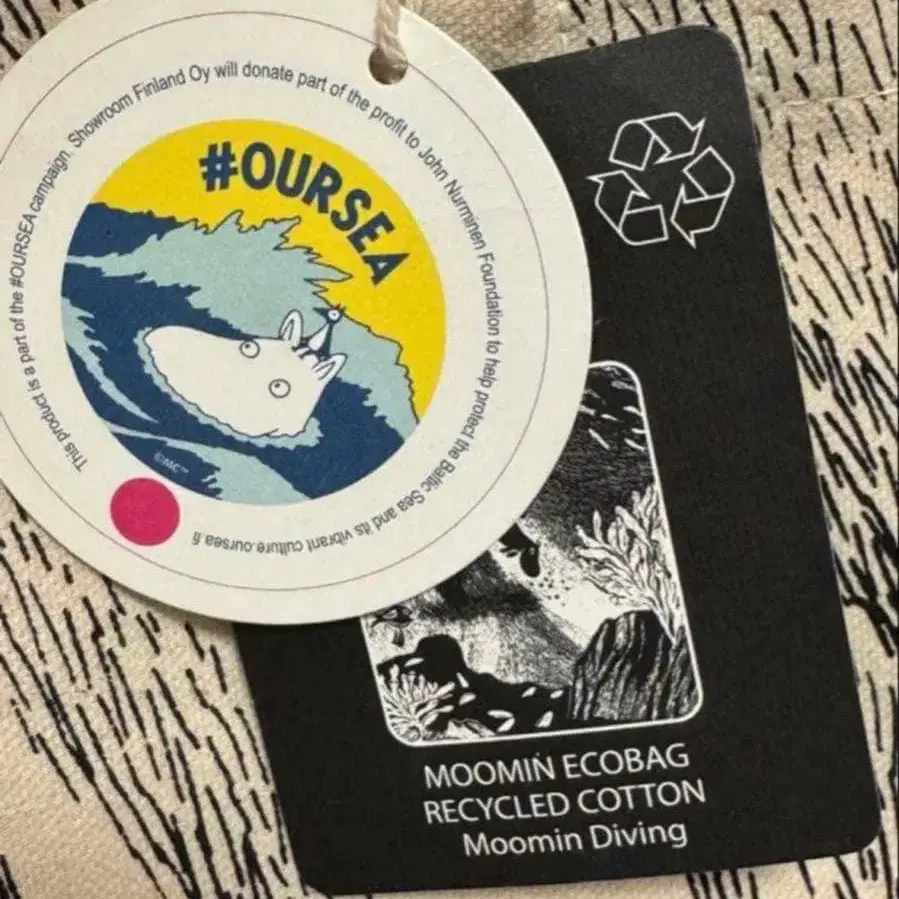 This product is a part of the #OURSEA campaign. Showroom Finland Oy will donate part of the profit to John Nurminen Foundation to help protect the Baltic Sea and its vibrant culture.oursea.fi
#OURSEA
©MC™
MOOMIN ECOBAG
RECYCLED COTTON
Moomin Diving